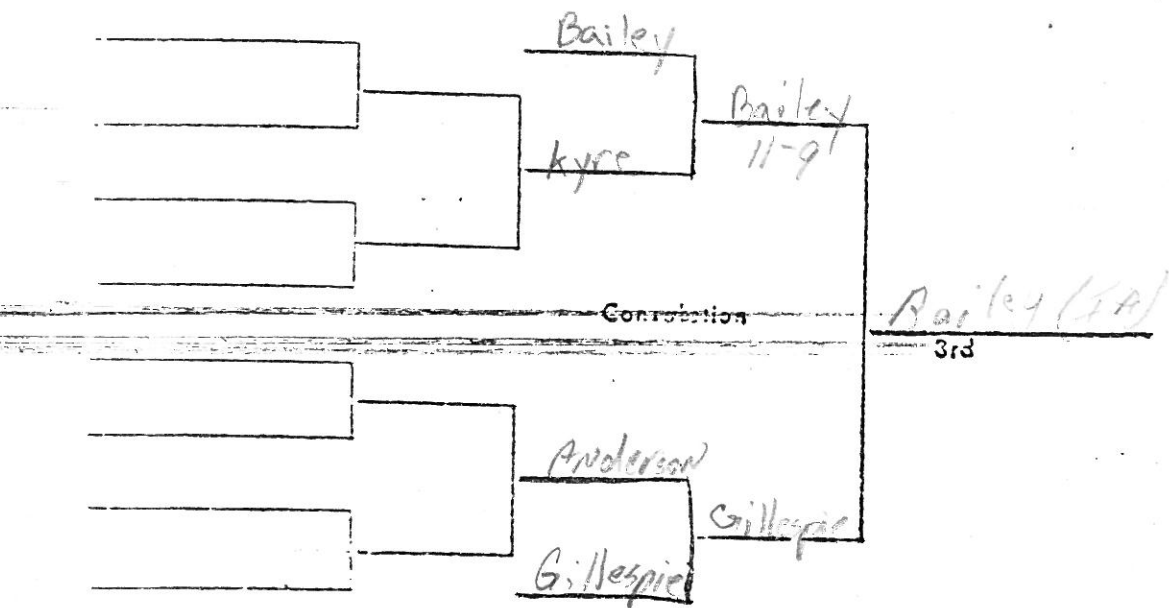 Bailey
Bailey
11-9
Kyre
Consolation
Bailey (IA)
3rd
Anderson
Gillespie
Gillespie